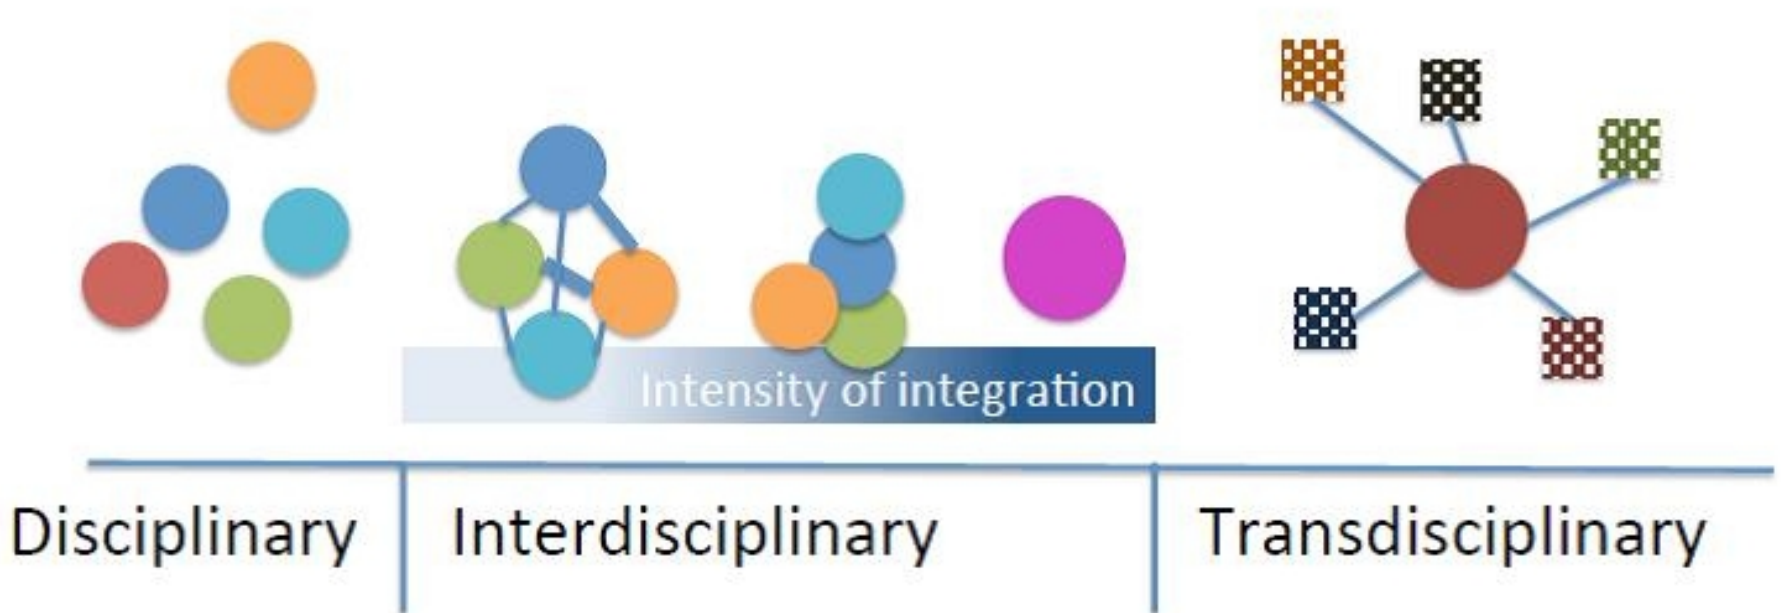 Intensity of integration
Disciplinary
Interdisciplinary
Transdisciplinary